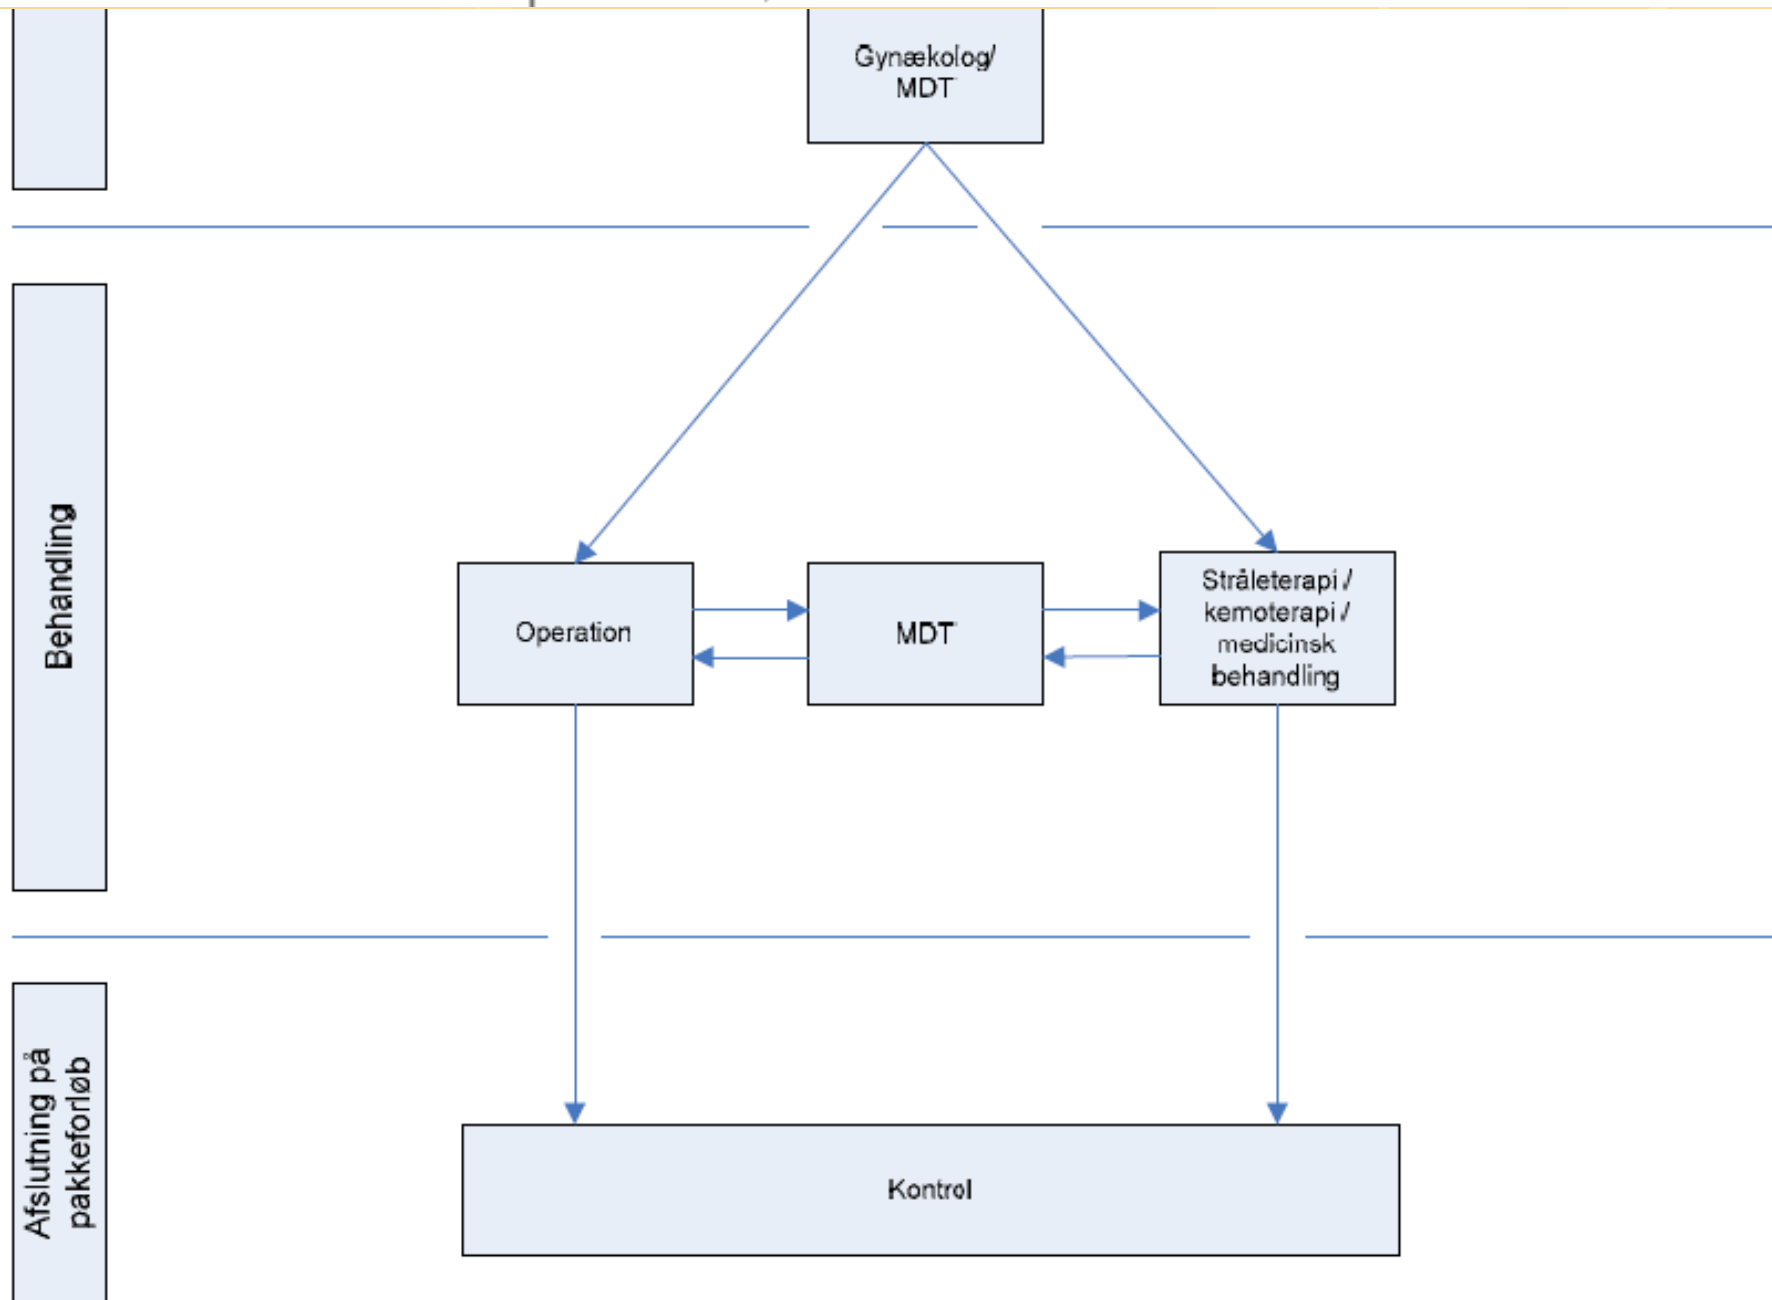 Gynækolog/
MDT
Behandling
Operation
MDT
Stråleterapi /
kemoterapi /
medicinsk
behandling
Afslutning på
pakkeforløb
Kontrol